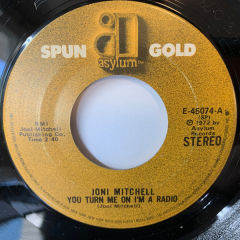 SPUN GOLD
a
asylum™
BMI
Joni Mitchell
Publishing Co.
Time 2:40
E-45074-A
(SP)
℗ 1972 by
Asylum
Records
STEREO
JONI MITCHELL
YOU TURN ME ON I'M A RADIO
(Joni Mitchell)